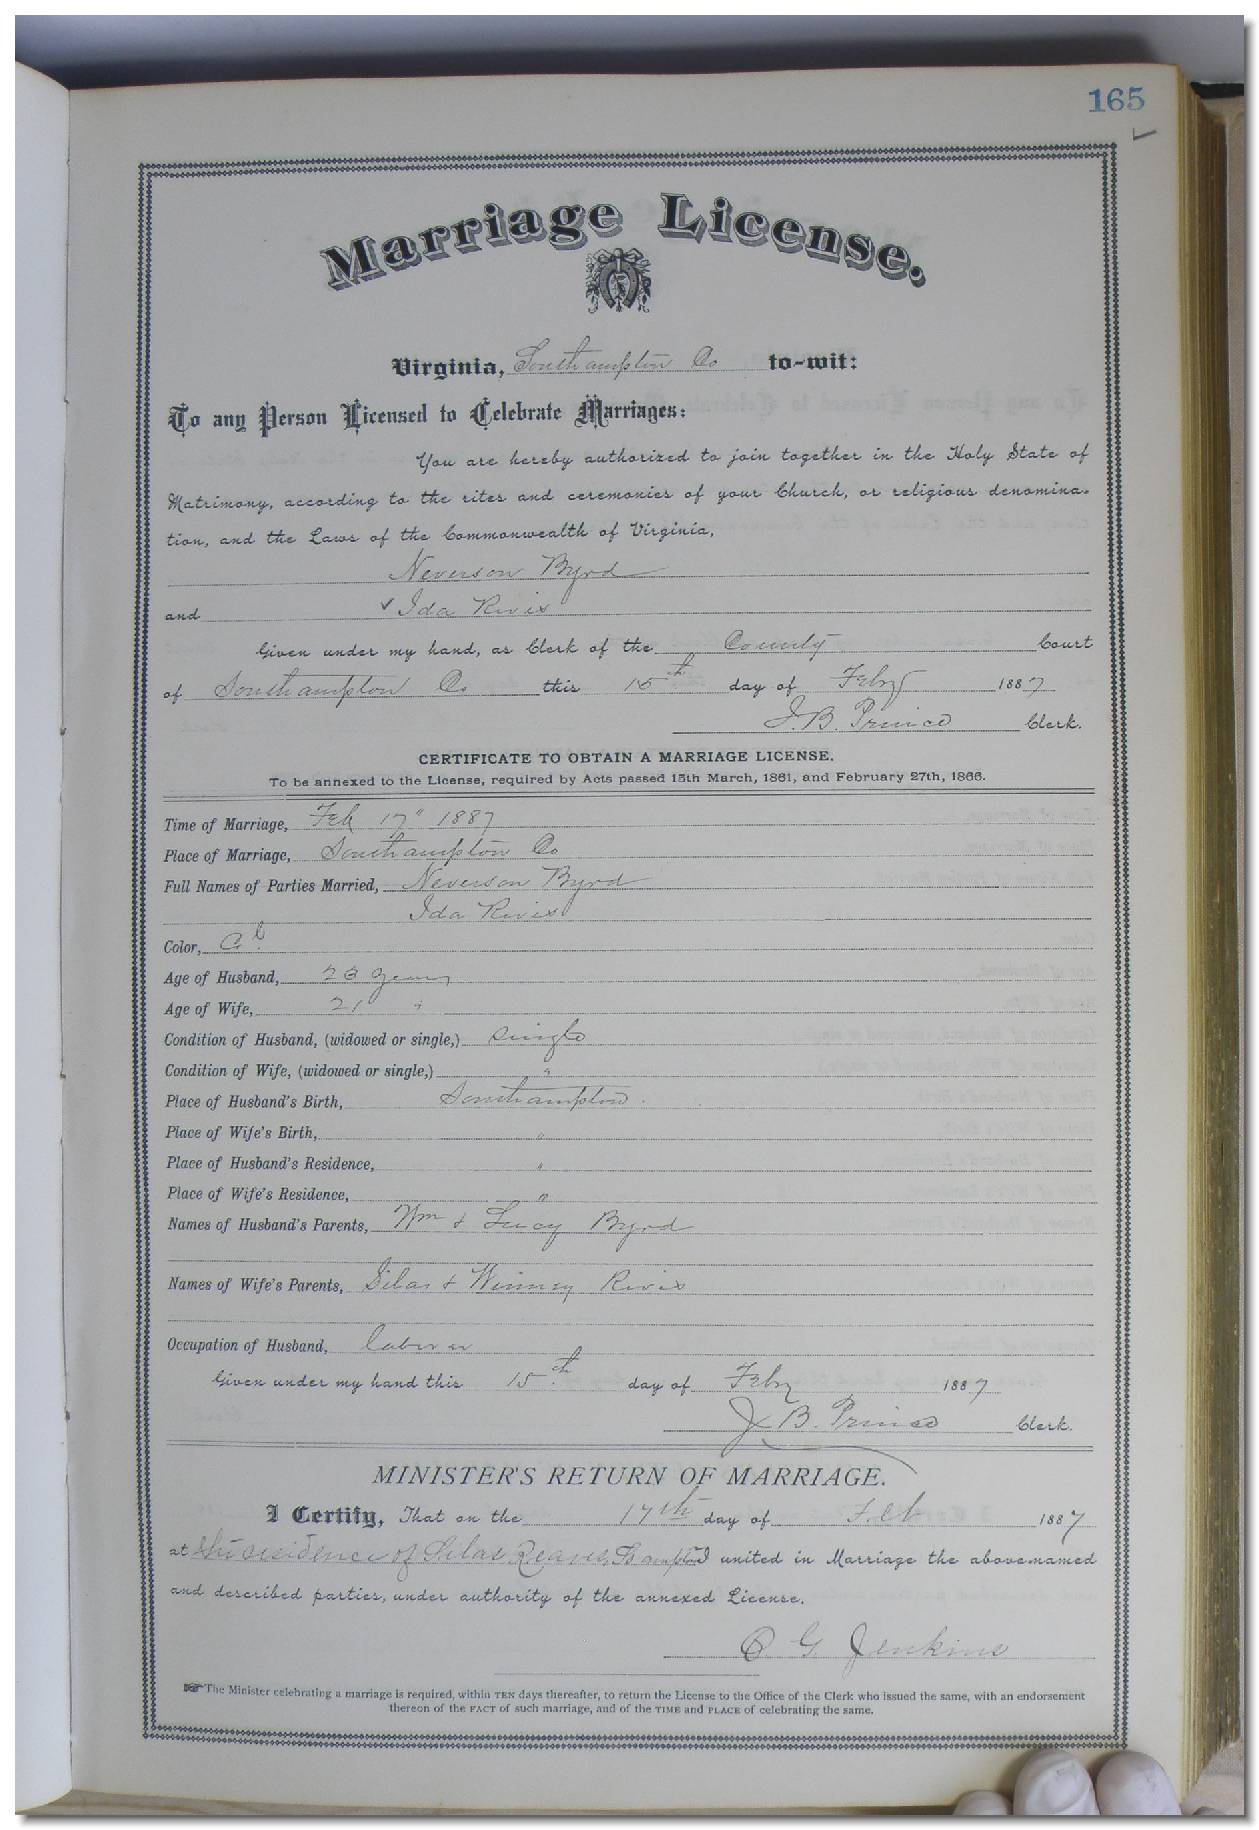 165
Marriage License.
Virginia, Southampton Co to-wit:
To any Person Licensed to Celebrate Marriages:
You are hereby authorized to join together in the Holy State of
Matrimony, according to the rites and ceremonies of your Church, or religious denomina-
tion, and the Laws of the Commonwealth of Virginia,
Neverson Byrd
and Ida Rivis
Given under my hand, as Clerk of the County Court
of Southampton Co this 15th day of Feby 1887
J. B. Prince Clerk.
CERTIFICATE TO OBTAIN A MARRIAGE LICENSE.
To be annexed to the License, required by Acts passed 15th March, 1861, and February 27th, 1866.
Time of Marriage, Feb 17" 1887
Place of Marriage, Southampton Co
Full Names of Parties Married, Neverson Byrd
Ida Rivis
Color, Cd.
Age of Husband, 23 years
Age of Wife, 21 "
Condition of Husband, (widowed or single,) Single
Condition of Wife, (widowed or single,) "
Place of Husband's Birth, Southampton.
Place of Wife's Birth, "
Place of Husband's Residence, "
Place of Wife's Residence, "
Names of Husband's Parents, Wm & Lucy Byrd
Names of Wife's Parents, Silas & Winney Rivis
Occupation of Husband, laborer
Given under my hand this 15th day of Feby 1887
J. B. Prince Clerk.
MINISTER'S RETURN OF MARRIAGE.
I Certify, That on the 17th day of Feb 1887
at residence of Silas Reaves, I united in Marriage the above-named
and described parties, under authority of the annexed License.
G. Jenkins
The Minister celebrating a marriage is required, within TEN days thereafter, to return the License to the Office of the Clerk who issued the same, with an endorsement
thereon of the FACT of such marriage, and of the TIME and PLACE of celebrating the same.